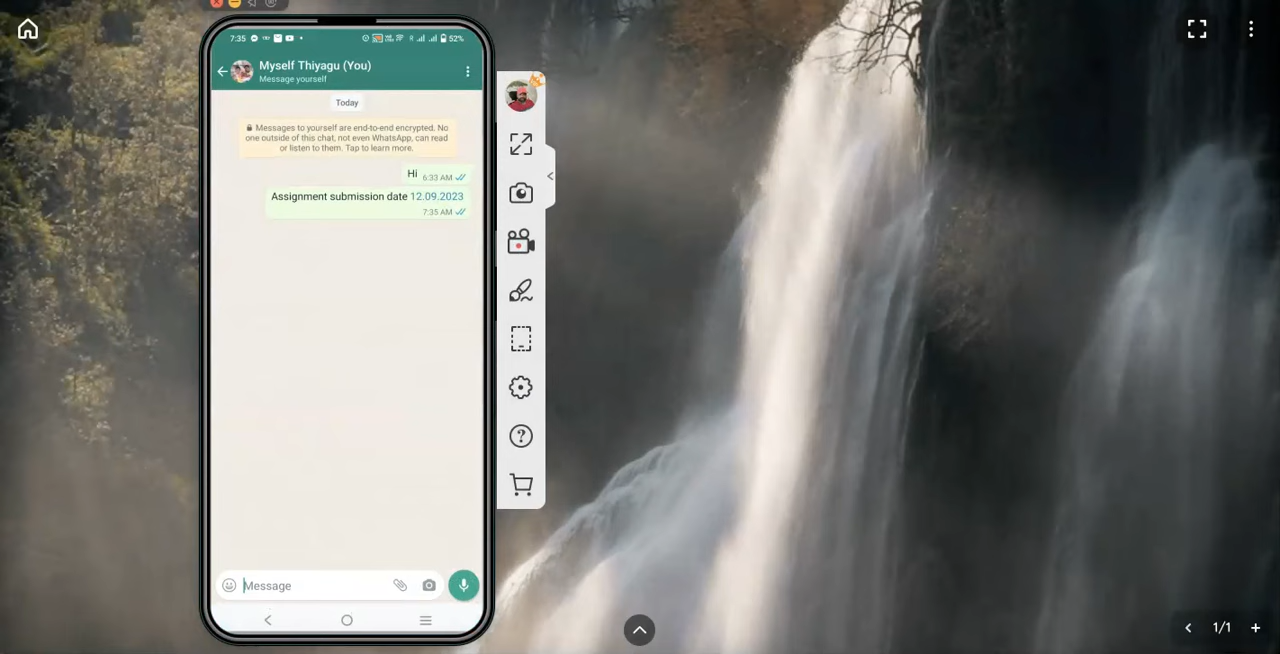 7:35
52%
Myself Thiyagu (You)
Message yourself
Today
Messages to yourself are end-to-end encrypted. No
one outside of this chat, not even WhatsApp, can read
or listen to them. Tap to learn more.
Hi 6:33 AM
Assignment submission date 12.09.2023
7:35 AM
Message
1/1